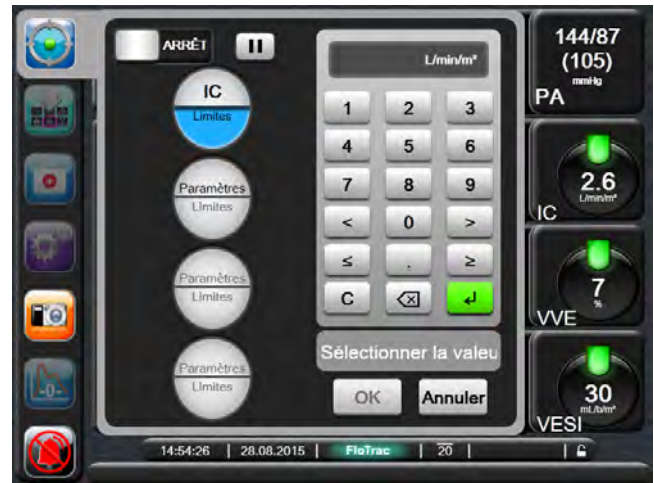 ARRÊT
IC
Limites
Paramètres
Limites
Paramètres
Limites
Paramètres
Limites
L/min/m²
1 2 3
4 5 6
7 8 9
< 0 >
≤ . ≥
C
Sélectionner la valeu
OK Annuler
144/87
(105)
mmHg
PA
2.6
L/min/m²
IC
7
%
VVE
30
mL/b/m²
VESI
-0-
14:54:26 | 28.08.2015 | FloTrac | 20 |